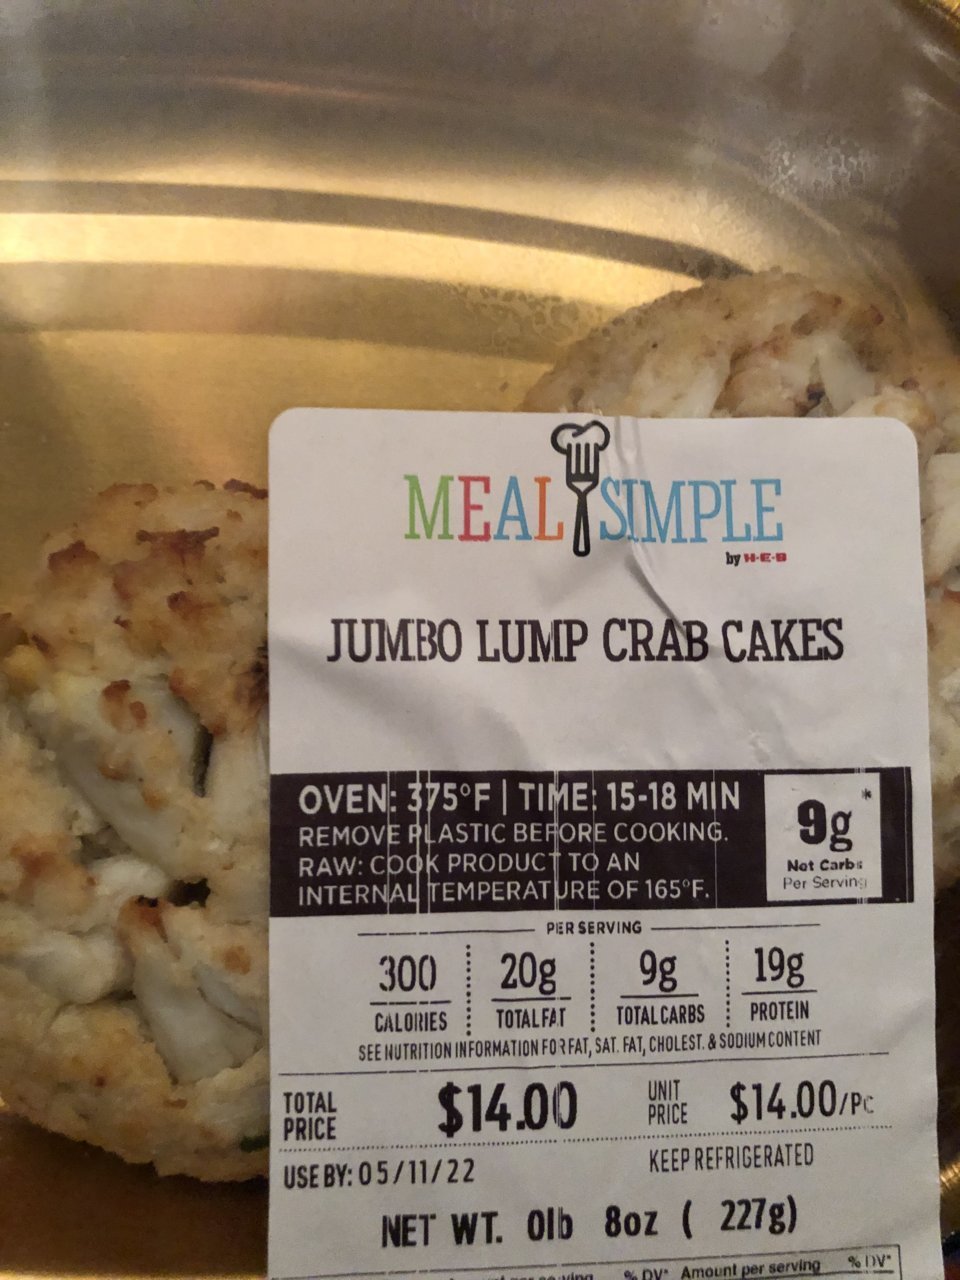 MEAL SIMPLE
by H-E-B
JUMBO LUMP CRAB CAKES
OVEN: 375°F | TIME: 15-18 MIN
REMOVE PLASTIC BEFORE COOKING.
RAW: COOK PRODUCT TO AN
INTERNAL TEMPERATURE OF 165°F.
9g*
Net Carbs
Per Serving
PER SERVING
300 20g 9g 19g
CALORIES TOTAL FAT TOTAL CARBS PROTEIN
SEE NUTRITION INFORMATION FOR FAT, SAT. FAT, CHOLEST. & SODIUM CONTENT
TOTAL PRICE $14.00 UNIT PRICE $14.00/Pc
USE BY: 05/11/22 KEEP REFRIGERATED
NET WT. 0lb 8oz ( 227g)
% DV* Amount per serving % DV*